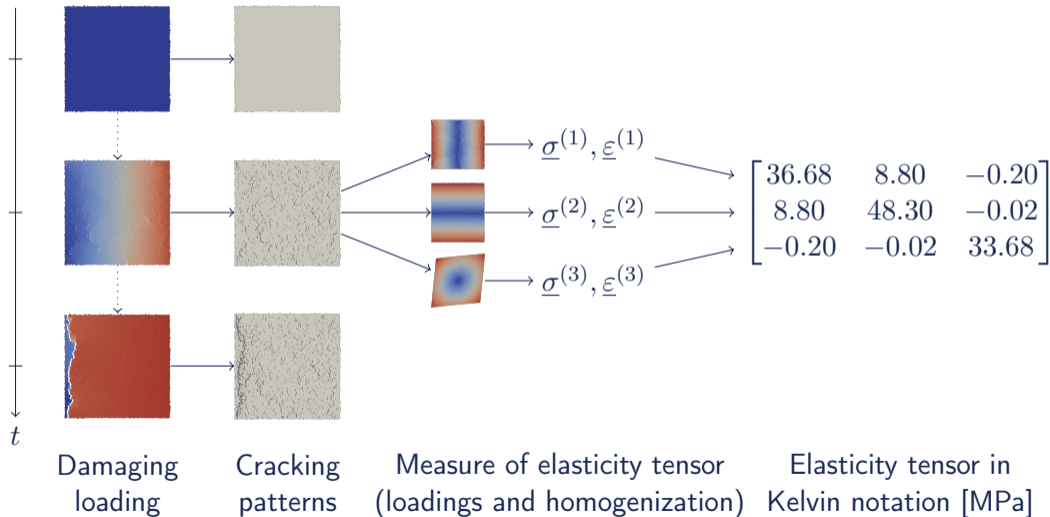 σ⁽¹⁾, ε⁽¹⁾
σ⁽²⁾, ε⁽²⁾
σ⁽³⁾, ε⁽³⁾
36.68 8.80 −0.20
8.80 48.30 −0.02
−0.20 −0.02 33.68
t
Damaging
loading
Cracking
patterns
Measure of elasticity tensor
(loadings and homogenization)
Elasticity tensor in
Kelvin notation [MPa]